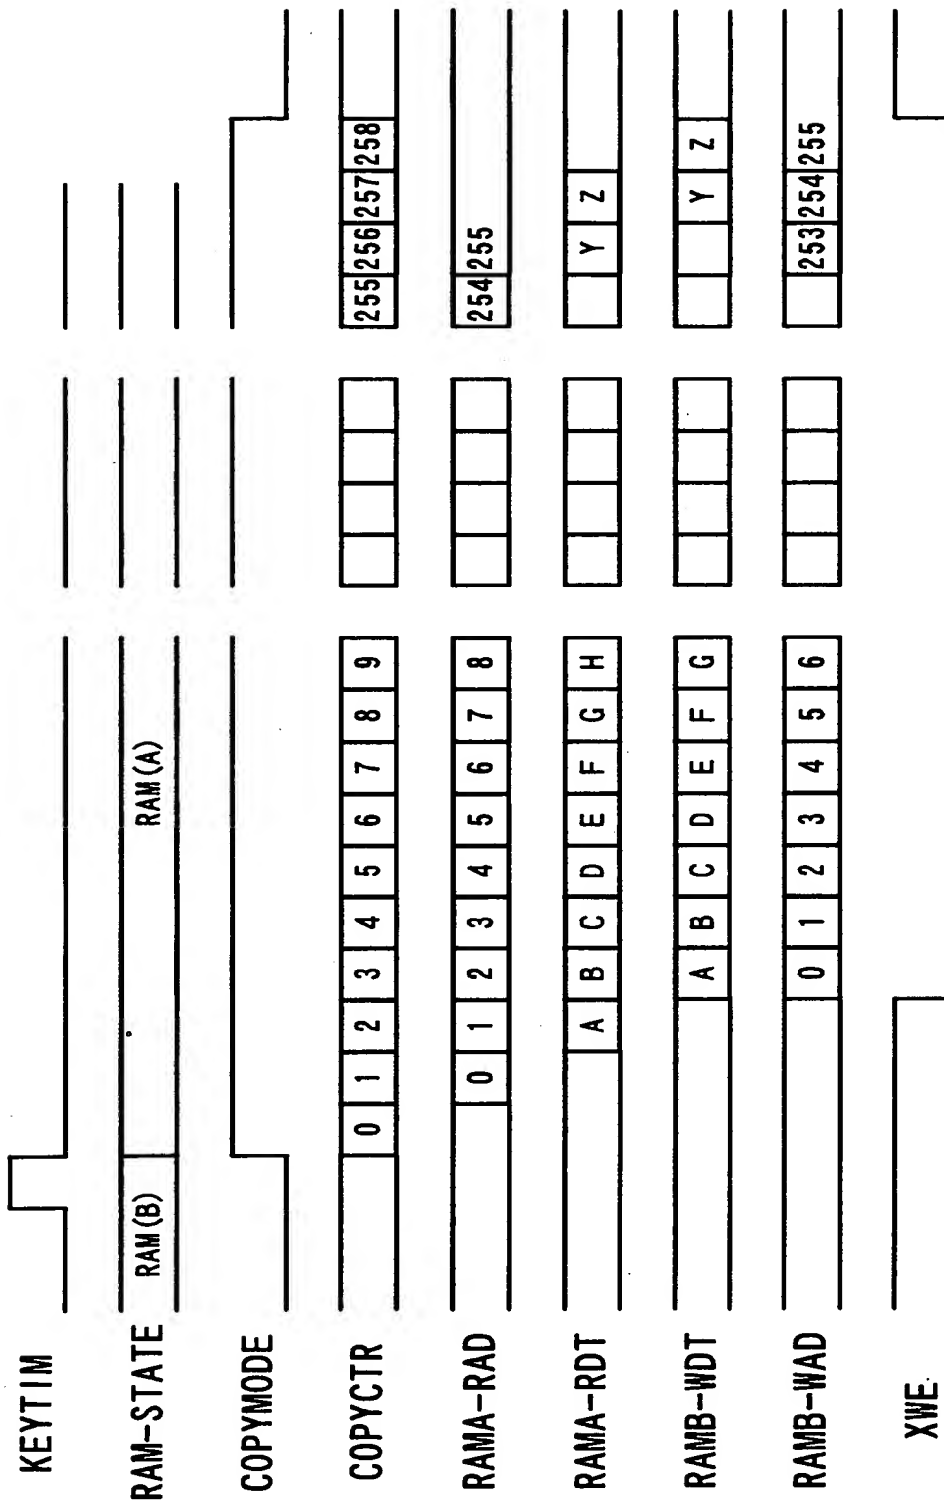 KEYTIM
RAM-STATE RAM(B) RAM(A)
COPYMODE
COPYCTR 0 1 2 3 4 5 6 7 8 9 255 256 257 258
RAMA-RAD 0 1 2 3 4 5 6 7 8 254 255
RAMA-RDT A B C D E F G H Y Z
RAMB-WDT A B C D E F G Y Z
RAMB-WAD 0 1 2 3 4 5 6 253 254 255
XWE